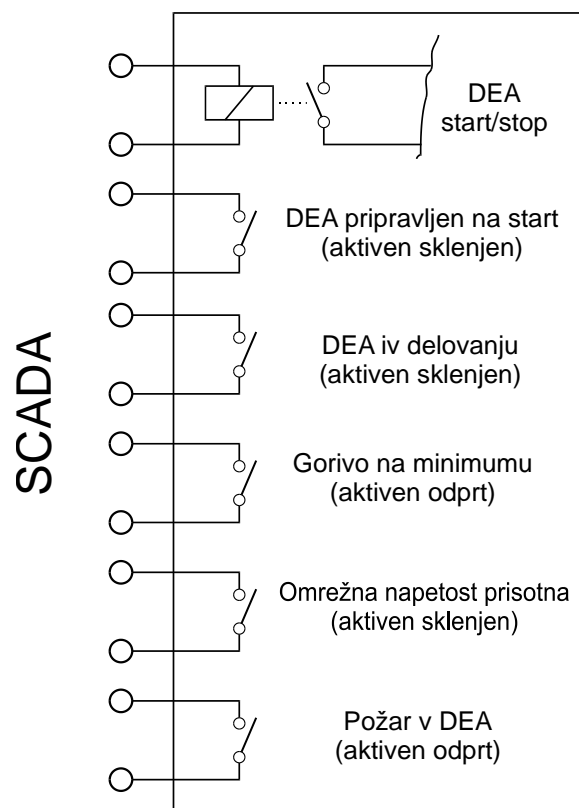 SCADA
DEA
start/stop
DEA pripravljen na start
(aktiven sklenjen)
DEA iv delovanju
(aktiven sklenjen)
Gorivo na minimumu
(aktiven odprt)
Omrežna napetost prisotna
(aktiven sklenjen)
Požar v DEA
(aktiven odprt)